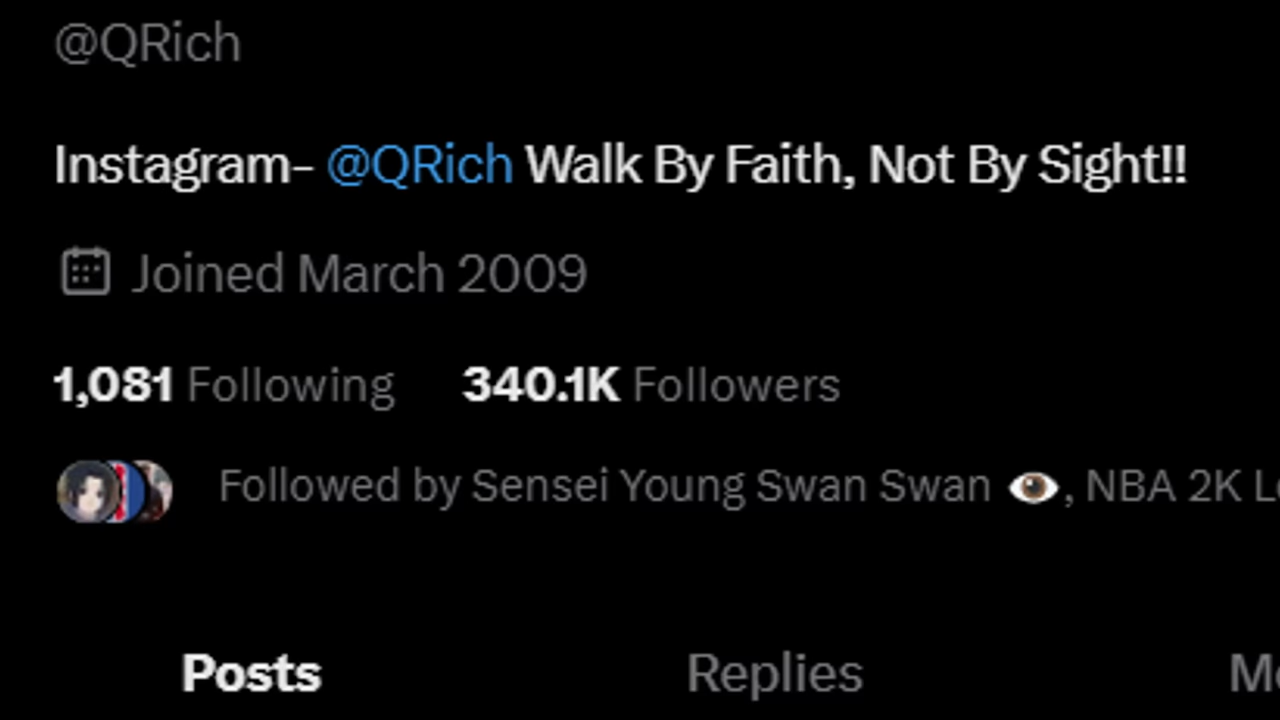 @QRich
Instagram- @QRich Walk By Faith, Not By Sight!!
Joined March 2009
1,081 Following 340.1K Followers
Followed by Sensei Young Swan Swan 👁, NBA 2K
Posts Replies